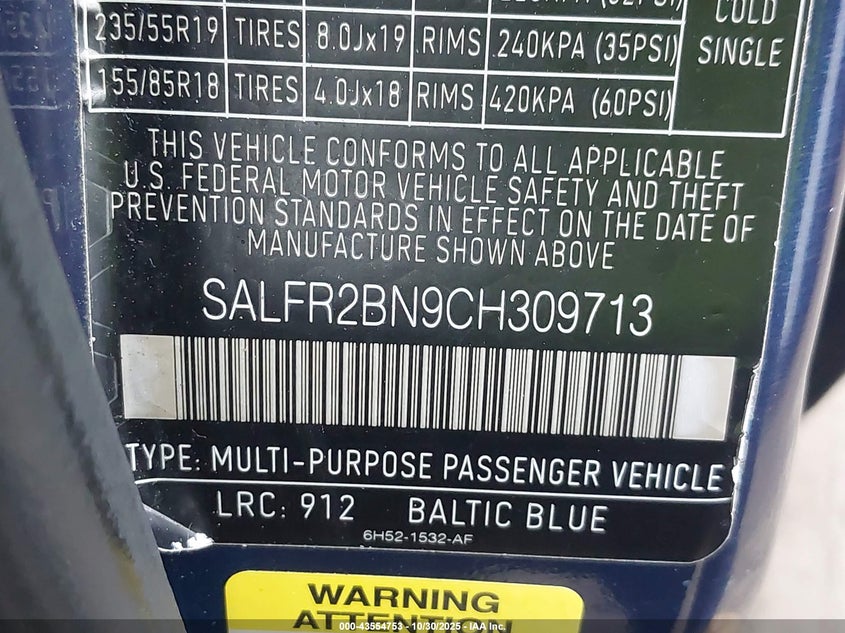 COLD
235/55R19 TIRES 8.0Jx19 RIMS 240KPA (35PSI) SINGLE
155/85R18 TIRES 4.0Jx18 RIMS 420KPA (60PSI)
THIS VEHICLE CONFORMS TO ALL APPLICABLE
U.S. FEDERAL MOTOR VEHICLE SAFETY AND THEFT
PREVENTION STANDARDS IN EFFECT ON THE DATE OF
MANUFACTURE SHOWN ABOVE
SALFR2BN9CH309713
TYPE: MULTI-PURPOSE PASSENGER VEHICLE
LRC: 912 BALTIC BLUE
6H52-1532-AF
WARNING
ATTENTION
000-43554753 - 10/30/2025 - IAA Inc.